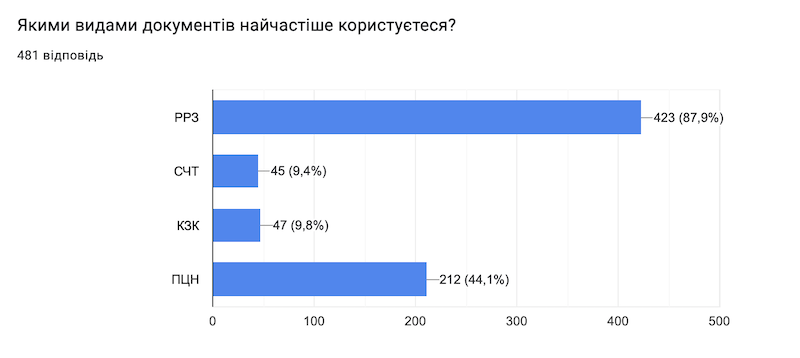 Якими видами документів найчастіше користуєтеся?
481 відповідь
РРЗ
423 (87,9%)
СЧТ
45 (9,4%)
КЗК
47 (9,8%)
ПЦН
212 (44,1%)
0 100 200 300 400 500